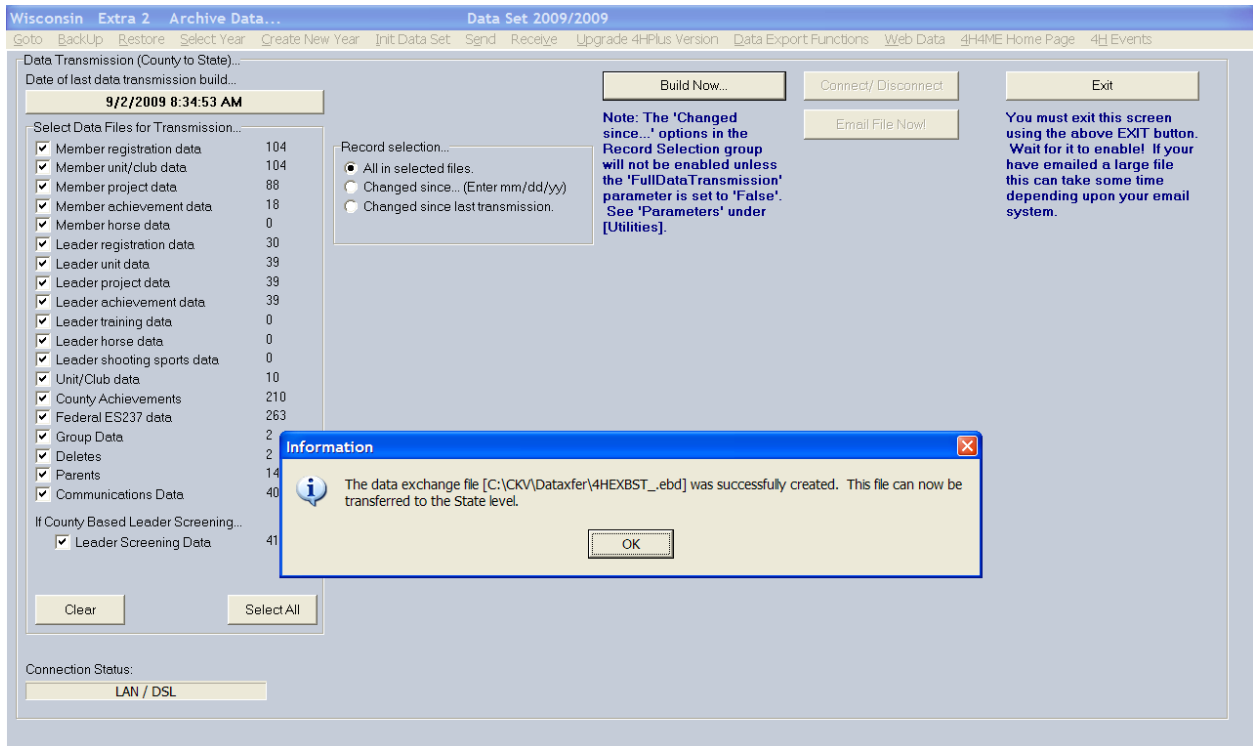 Wisconsin Extra 2 Archive Data... Data Set 2009/2009
Goto BackUp Restore Select Year Create New Year Init Data Set Send Receive Upgrade 4HPlus Version Data Export Functions Web Data 4H4ME Home Page 4H Events
Data Transmission (County to State)...
Date of last data transmission build...
9/2/2009 8:34:53 AM
Select Data Files for Transmission...
Member registration data 104
Member unit/club data 104
Member project data 88
Member achievement data 18
Member horse data 0
Leader registration data 30
Leader unit data 39
Leader project data 39
Leader achievement data 39
Leader training data 0
Leader horse data 0
Leader shooting sports data 0
Unit/Club data 10
County Achievements 210
Federal ES237 data 263
Group Data 2
Deletes 2
Parents 14
Communications Data 40
If County Based Leader Screening...
Leader Screening Data 41
Clear Select All
Connection Status:
LAN / DSL
Record selection...
All in selected files.
Changed since... (Enter mm/dd/yy)
Changed since last transmission.
Build Now...
Note: The 'Changed
since...' options in the
Record Selection group
will not be enabled unless
the 'FullDataTransmission'
parameter is set to 'False'.
See 'Parameters' under
[Utilities].
Connect/ Disconnect
Email File Now!
Exit
You must exit this screen
using the above EXIT button.
Wait for it to enable! If your
have emailed a large file
this can take some time
depending upon your email
system.
Information
The data exchange file [C:\CKV\Dataxfer\4HEXBST_.ebd] was successfully created. This file can now be
transferred to the State level.
OK